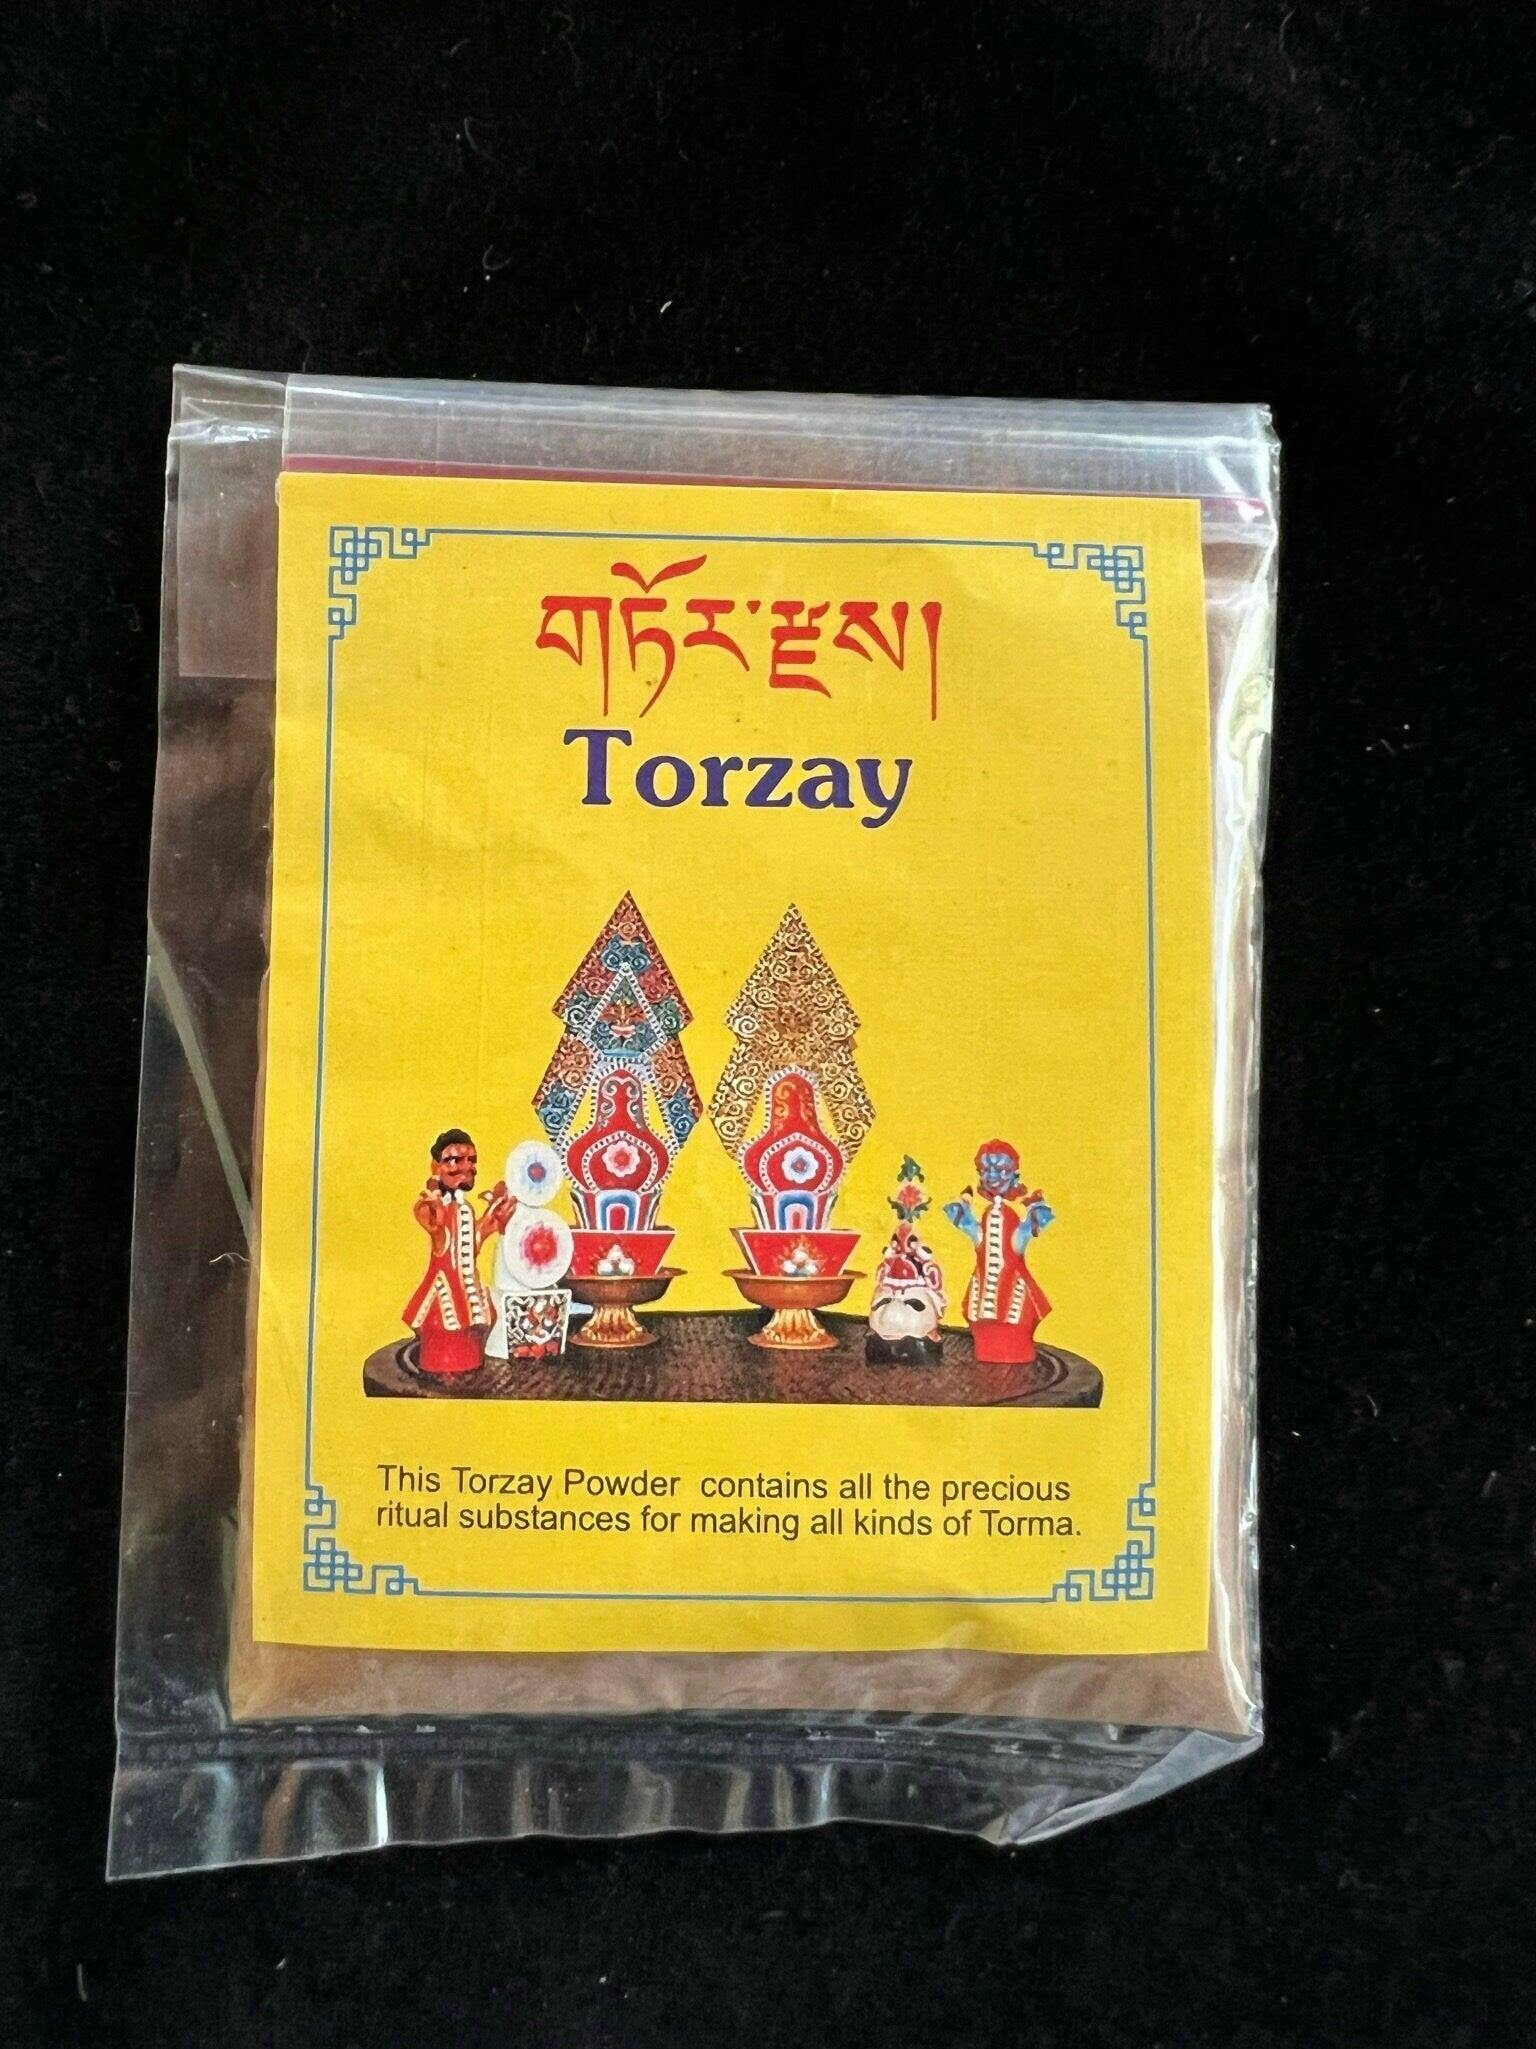 གཏོར་རྫས།
Torzay
This Torzay Powder contains all the precious
ritual substances for making all kinds of Torma.